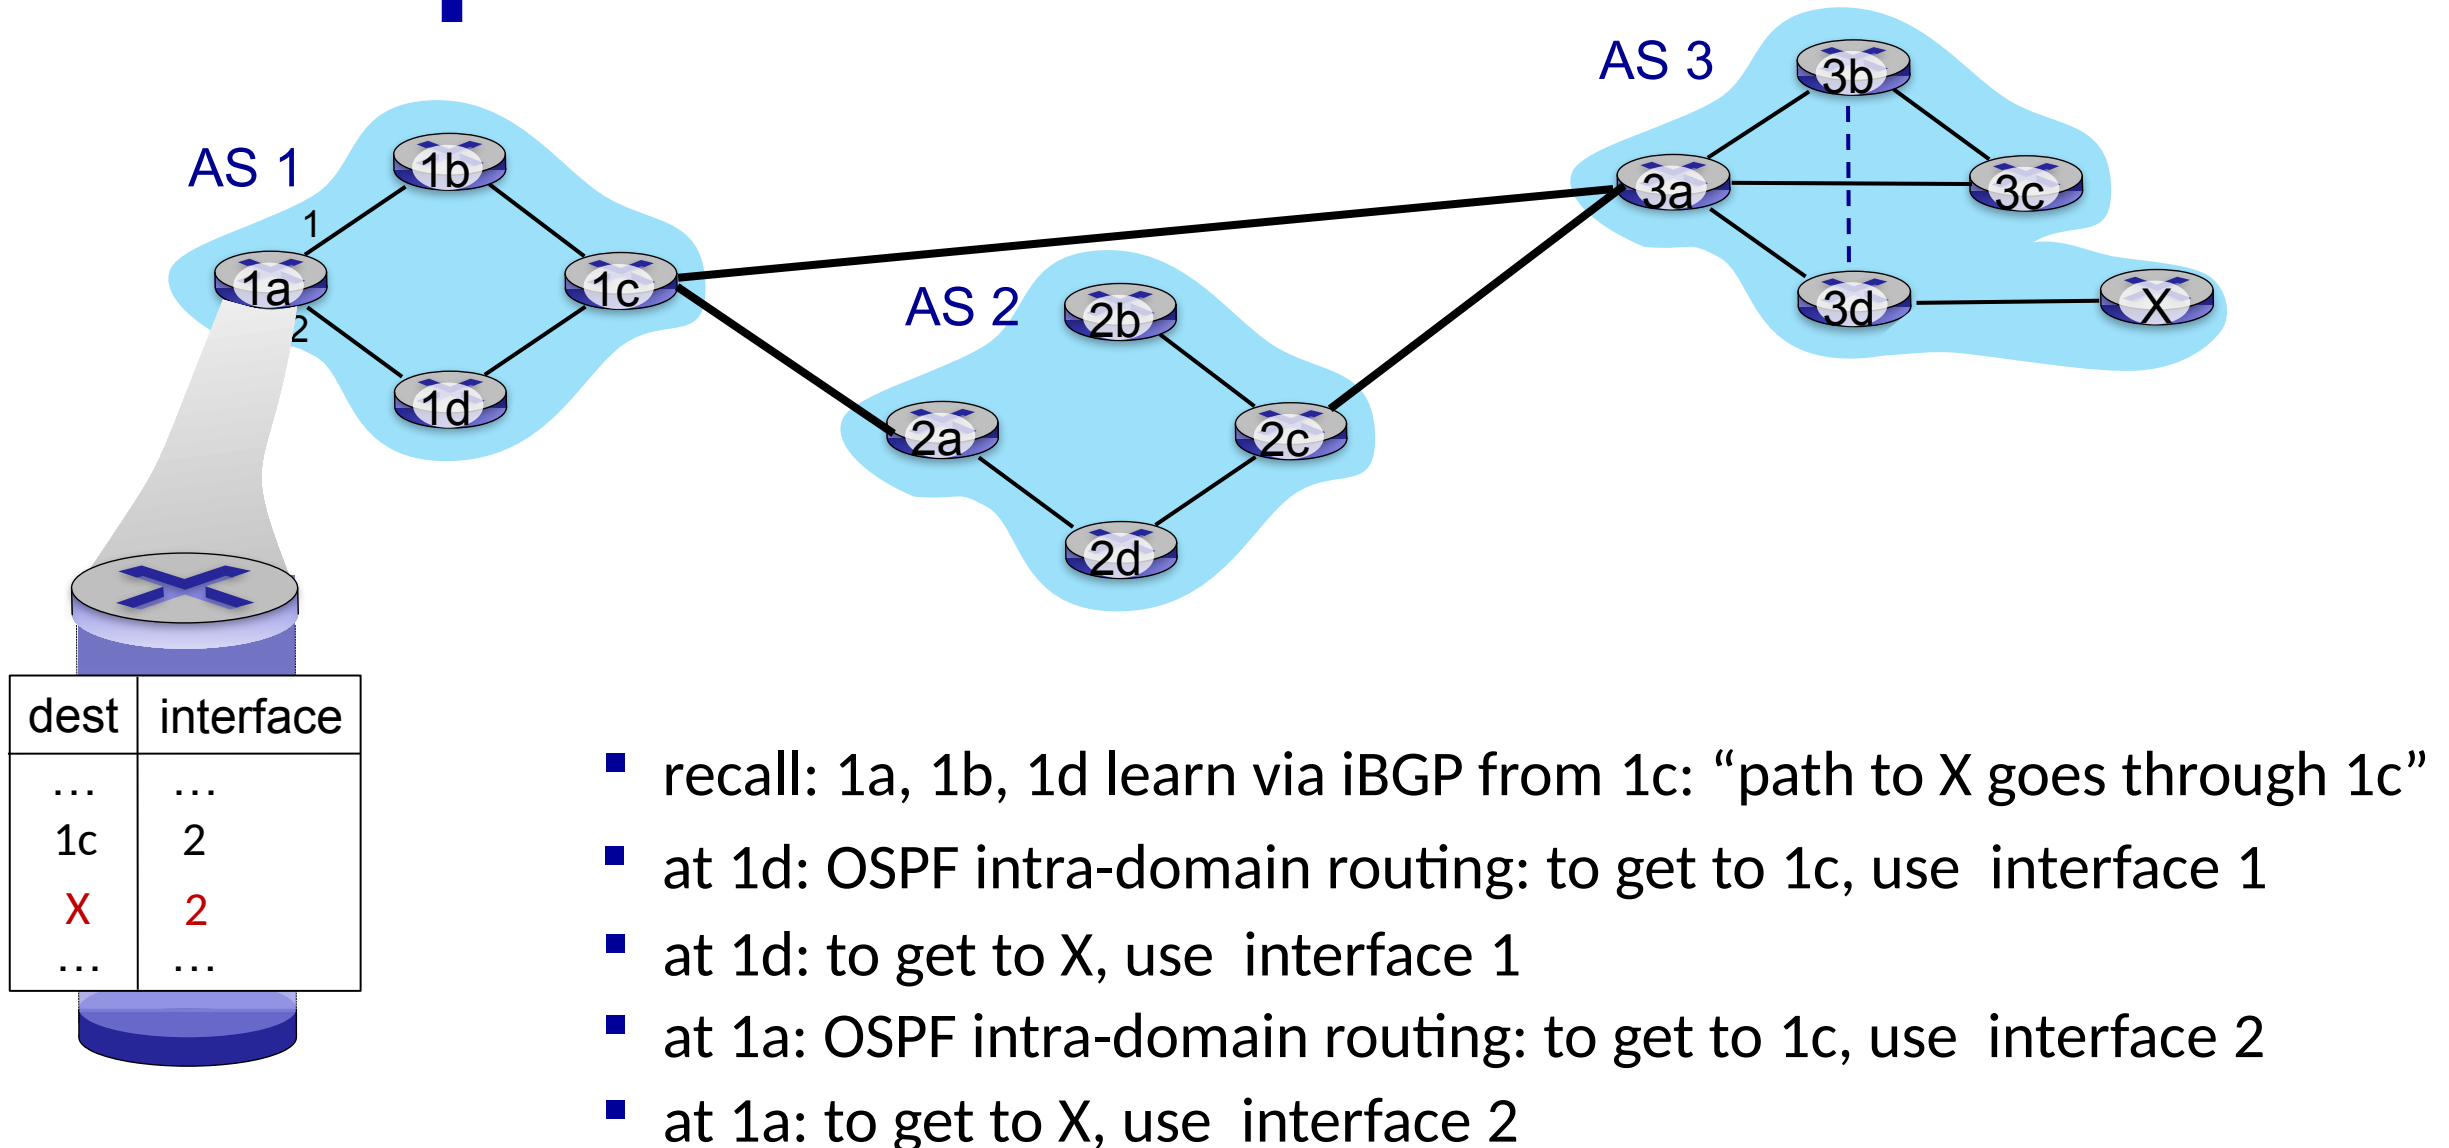 AS 3
3b
AS 1
1b
3a
3c
1
1a
1c
AS 2
2b
3d
X
2
1d
2a
2c
2d
dest interface
… …
1c 2
X 2
… …
recall: 1a, 1b, 1d learn via iBGP from 1c: “path to X goes through 1c”
at 1d: OSPF intra-domain routing: to get to 1c, use interface 1
at 1d: to get to X, use interface 1
at 1a: OSPF intra-domain routing: to get to 1c, use interface 2
at 1a: to get to X, use interface 2